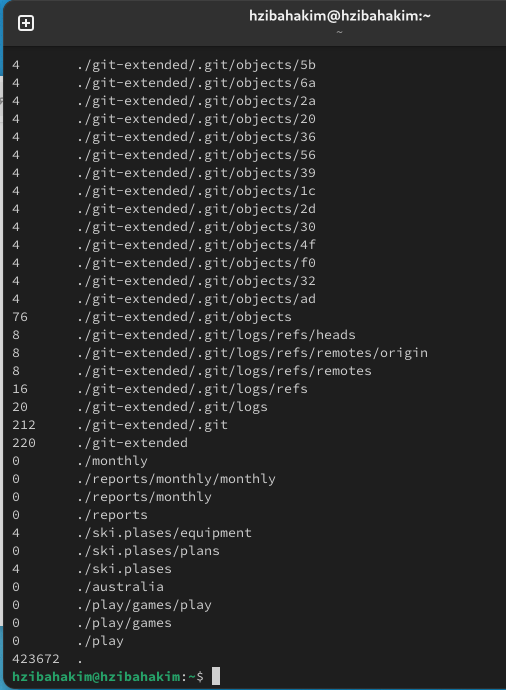 hzibahakim@hzibahakim:~
~
4 ./git-extended/.git/objects/5b
4 ./git-extended/.git/objects/6a
4 ./git-extended/.git/objects/2a
4 ./git-extended/.git/objects/20
4 ./git-extended/.git/objects/36
4 ./git-extended/.git/objects/56
4 ./git-extended/.git/objects/39
4 ./git-extended/.git/objects/1c
4 ./git-extended/.git/objects/2d
4 ./git-extended/.git/objects/30
4 ./git-extended/.git/objects/4f
4 ./git-extended/.git/objects/f0
4 ./git-extended/.git/objects/32
4 ./git-extended/.git/objects/ad
76 ./git-extended/.git/objects
8 ./git-extended/.git/logs/refs/heads
8 ./git-extended/.git/logs/refs/remotes/origin
8 ./git-extended/.git/logs/refs/remotes
16 ./git-extended/.git/logs/refs
20 ./git-extended/.git/logs
212 ./git-extended/.git
220 ./git-extended
0 ./monthly
0 ./reports/monthly/monthly
0 ./reports/monthly
0 ./reports
4 ./ski.plases/equipment
0 ./ski.plases/plans
4 ./ski.plases
0 ./australia
0 ./play/games/play
0 ./play/games
0 ./play
423672 .
hzibahakim@hzibahakim:~$